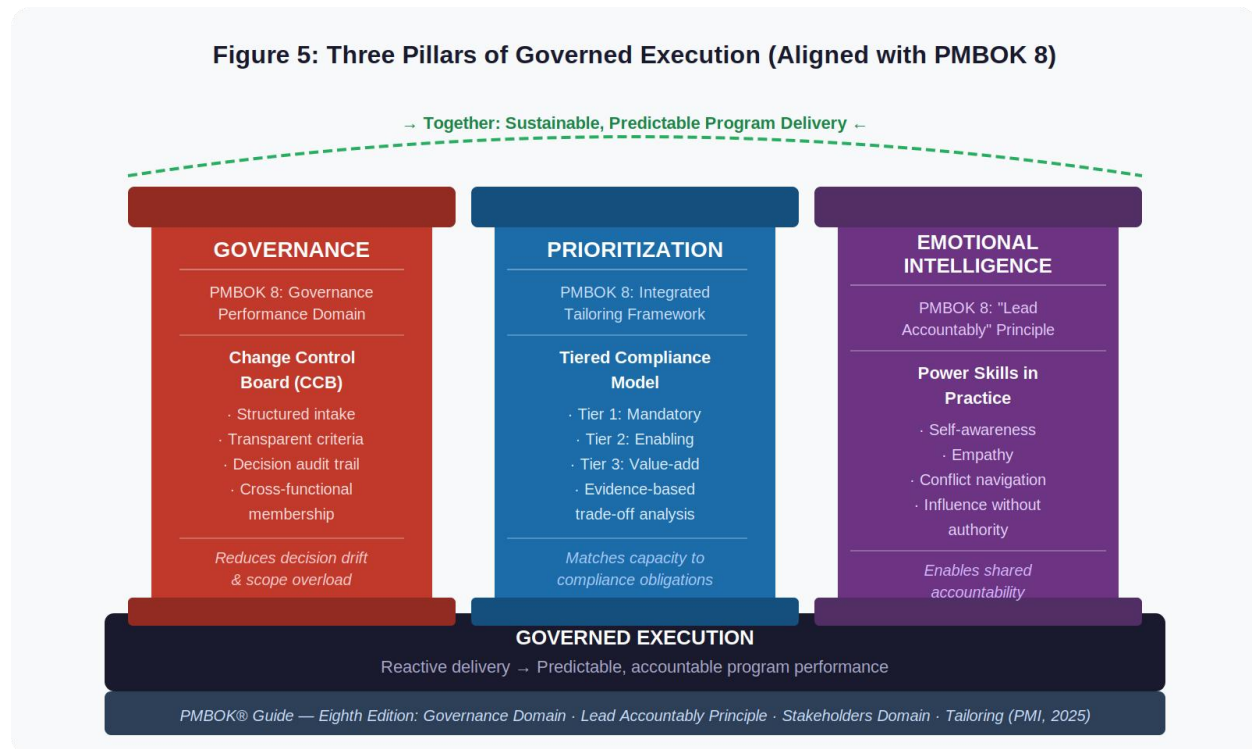 Figure 5: Three Pillars of Governed Execution (Aligned with PMBOK 8)
→ Together: Sustainable, Predictable Program Delivery ←
GOVERNANCE
PMBOK 8: Governance
Performance Domain
Change Control
Board (CCB)
· Structured intake
· Transparent criteria
· Decision audit trail
· Cross-functional
membership
Reduces decision drift
& scope overload
PRIORITIZATION
PMBOK 8: Integrated
Tailoring Framework
Tiered Compliance
Model
· Tier 1: Mandatory
· Tier 2: Enabling
· Tier 3: Value-add
· Evidence-based
trade-off analysis
Matches capacity to
compliance obligations
EMOTIONAL
INTELLIGENCE
PMBOK 8: "Lead
Accountably" Principle
Power Skills in
Practice
· Self-awareness
· Empathy
· Conflict navigation
· Influence without
authority
Enables shared
accountability
GOVERNED EXECUTION
Reactive delivery → Predictable, accountable program performance
PMBOK® Guide — Eighth Edition: Governance Domain · Lead Accountably Principle · Stakeholders Domain · Tailoring (PMI, 2025)